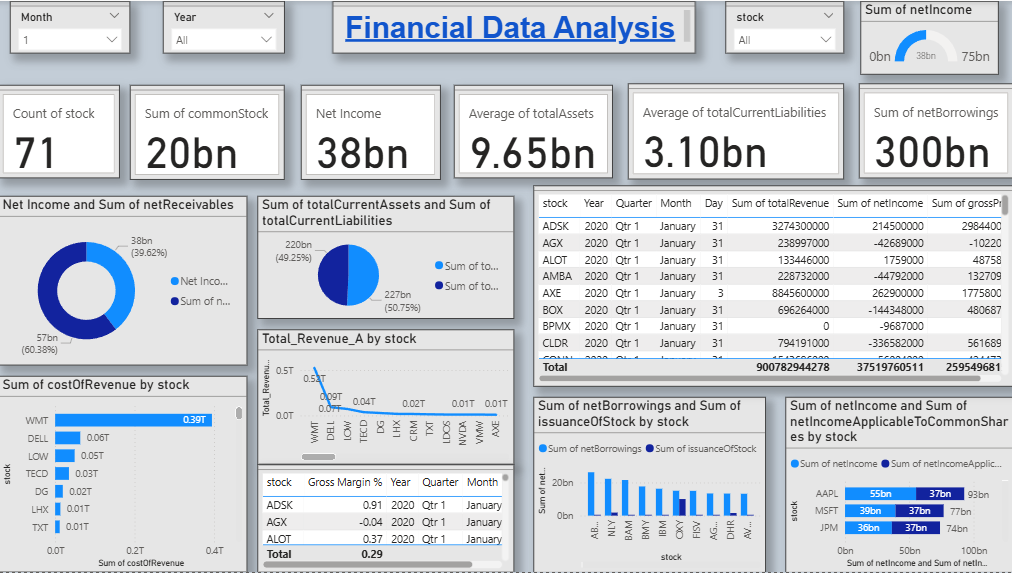 Month
1
Year
All
Financial Data Analysis
stock
All
Sum of netIncome
0bn
38bn
75bn
Count of stock
71
Sum of commonStock
20bn
Net Income
38bn
Average of totalAssets
9.65bn
Average of totalCurrentLiabilities
3.10bn
Sum of netBorrowings
300bn
Net Income and Sum of netReceivables
38bn
(39.62%)
57bn
(60.38%)
Net Inco...
Sum of n...
Sum of totalCurrentAssets and Sum of
totalCurrentLiabilities
220bn
(49.25%)
227bn
(50.75%)
Sum of to...
Sum of to...
stock Year Quarter Month Day Sum of totalRevenue Sum of netIncome Sum of grossPr
ADSK 2020 Qtr 1 January 31 3274300000 214500000 2984400
AGX 2020 Qtr 1 January 31 238997000 -42689000 -10220
ALOT 2020 Qtr 1 January 31 133446000 1759000 48758
AMBA 2020 Qtr 1 January 31 228732000 -44792000 132709
AXE 2020 Qtr 1 January 3 8845600000 262900000 1775800
BOX 2020 Qtr 1 January 31 696264000 -144348000 480687
BPMX 2020 Qtr 1 January 31 0 -9687000
CLDR 2020 Qtr 1 January 31 794191000 -336582000 561689
Total 900782944278 37519760511 259549681
Total_Revenue_A by stock
Total_Revenu...
0.5T
0.0T
0.52T
0.09T
0.04T
0.02T
0.01T
0.01T
WMT
DELL
LOW
TECD
DG
LHX
CRM
TXT
LDOS
NVDA
VMW
AXE
Sum of costOfRevenue by stock
stock
WMT 0.39T
DELL 0.06T
LOW 0.05T
TECD 0.03T
DG 0.02T
LHX 0.01T
TXT 0.01T
0.0T 0.2T 0.4T
Sum of costOfRevenue
stock Gross Margin % Year Quarter Month
ADSK 0.91 2020 Qtr 1 January
AGX -0.04 2020 Qtr 1 January
ALOT 0.37 2020 Qtr 1 January
Total 0.29
Sum of netBorrowings and Sum of
issuanceOfStock by stock
Sum of netBorrowings Sum of issuanceOfStock
Sum of net...
20bn
0bn
AB...
NLY
BAM
BMY
IBM
OXY
FISV
AG...
DHR
AV...
stock
Sum of netIncome and Sum of
netIncomeApplicableToCommonShar
es by stock
Sum of netIncome Sum of netIncomeApplic...
stock
AAPL 55bn 37bn 93bn
MSFT 39bn 37bn 77bn
JPM 36bn 37bn 74bn
0bn 50bn 100bn
Sum of netIncome and Sum of netIn...